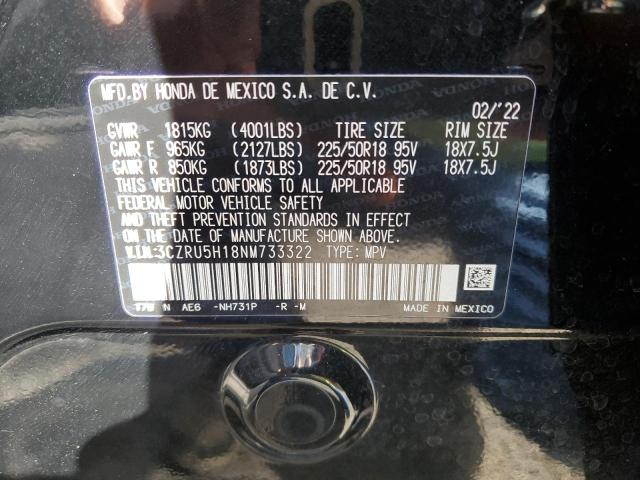 MFD.BY HONDA DE MEXICO S.A. DE C.V.
02/'22
GVWR 1815KG (4001LBS) TIRE SIZE RIM SIZE
GAWR F 965KG (2127LBS) 225/50R18 95V 18X7.5J
GAWR R 850KG (1873LBS) 225/50R18 95V 18X7.5J
THIS VEHICLE CONFORMS TO ALL APPLICABLE
FEDERAL MOTOR VEHICLE SAFETY
AND THEFT PREVENTION STANDARDS IN EFFECT
ON THE DATE OF MANUFACTURE SHOWN ABOVE.
3CZRU5H18NM733322 TYPE: MPV
AE6 -NH731P -R -M MADE IN MEXICO